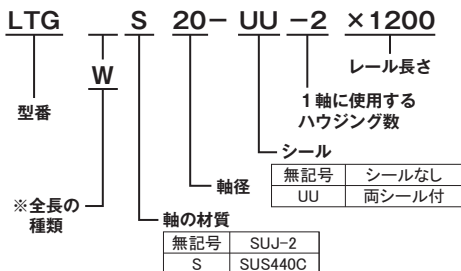 LTG S 20− UU −2 ×1200
W
レール長さ
1軸に使用する
ハウジング数
型番
シール
無記号 シールなし
UU 両シール付
軸径
※全長の
種類
軸の材質
無記号 SUJ−2
S SUS440C